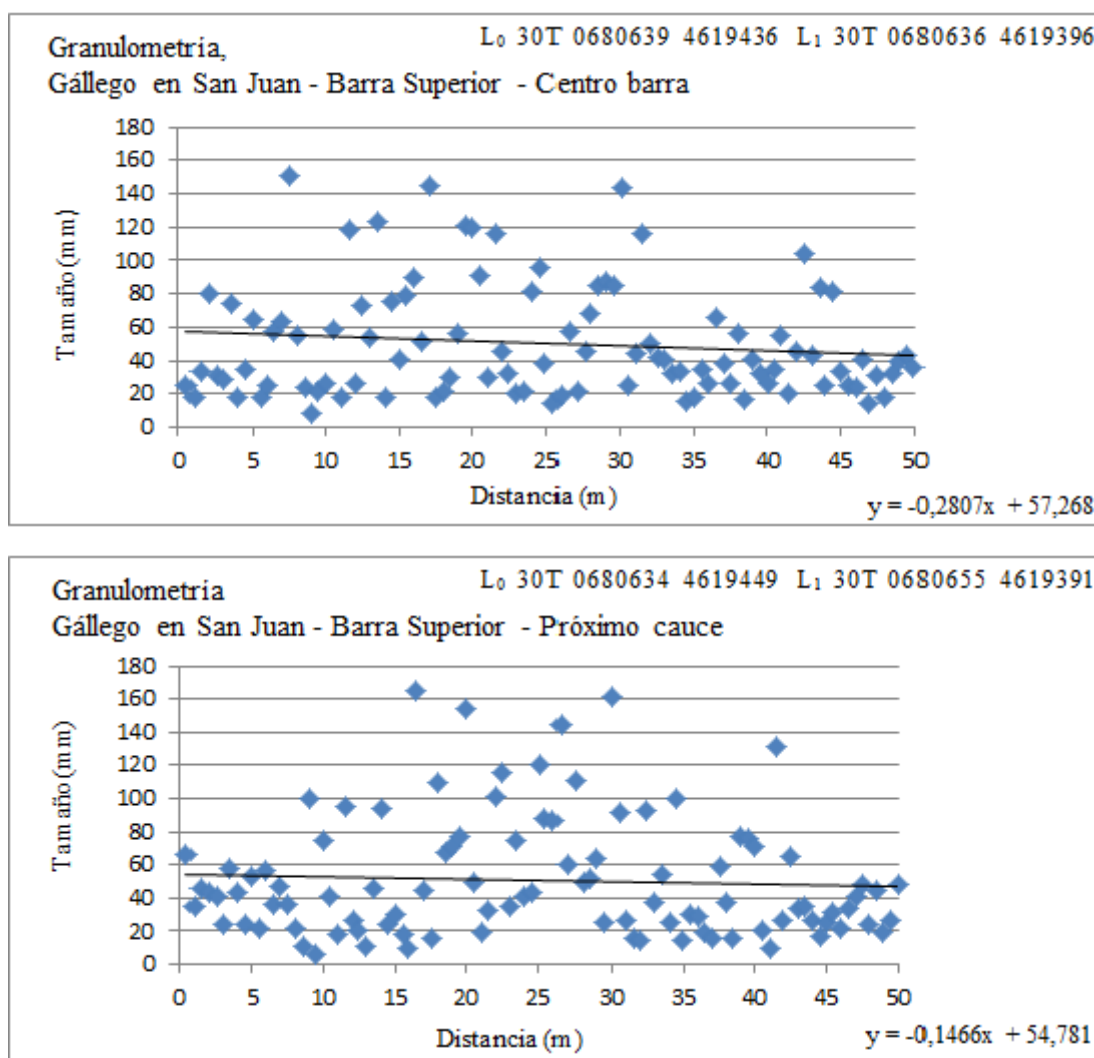 Granulometría,
L₀ 30T 0680639 4619436 L₁ 30T 0680636 4619396
Gállego en San Juan - Barra Superior - Centro barra
180
160
140
120
100
80
60
40
20
0
Tamaño (mm)
0 5 10 15 20 25 30 35 40 45 50
Distancia (m)
y = -0,2807x + 57,268
Granulometría
L₀ 30T 0680634 4619449 L₁ 30T 0680655 4619391
Gállego en San Juan - Barra Superior - Próximo cauce
180
160
140
120
100
80
60
40
20
0
Tamaño (mm)
0 5 10 15 20 25 30 35 40 45 50
Distancia (m)
y = -0,1466x + 54,781